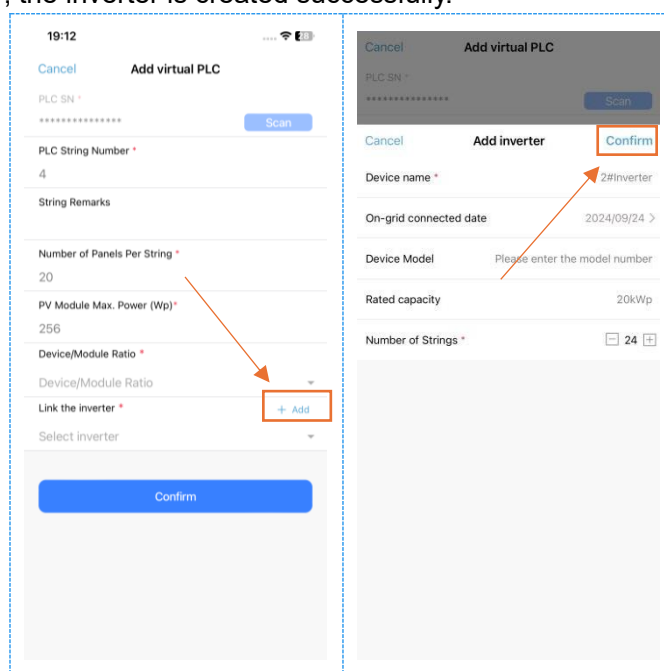 , the inverter is created successfully.
19:12
Cancel Add virtual PLC
PLC SN *
***************
Scan
PLC String Number *
4
String Remarks
Number of Panels Per String *
20
PV Module Max. Power (Wp)*
256
Device/Module Ratio *
Device/Module Ratio
Link the inverter *
+ Add
Select inverter
Confirm
Cancel Add virtual PLC
PLC SN *
***************
Scan
Cancel Add inverter Confirm
Device name * 2#Inverter
On-grid connected date 2024/09/24 >
Device Model Please enter the model number
Rated capacity 20kWp
Number of Strings * - 24 +